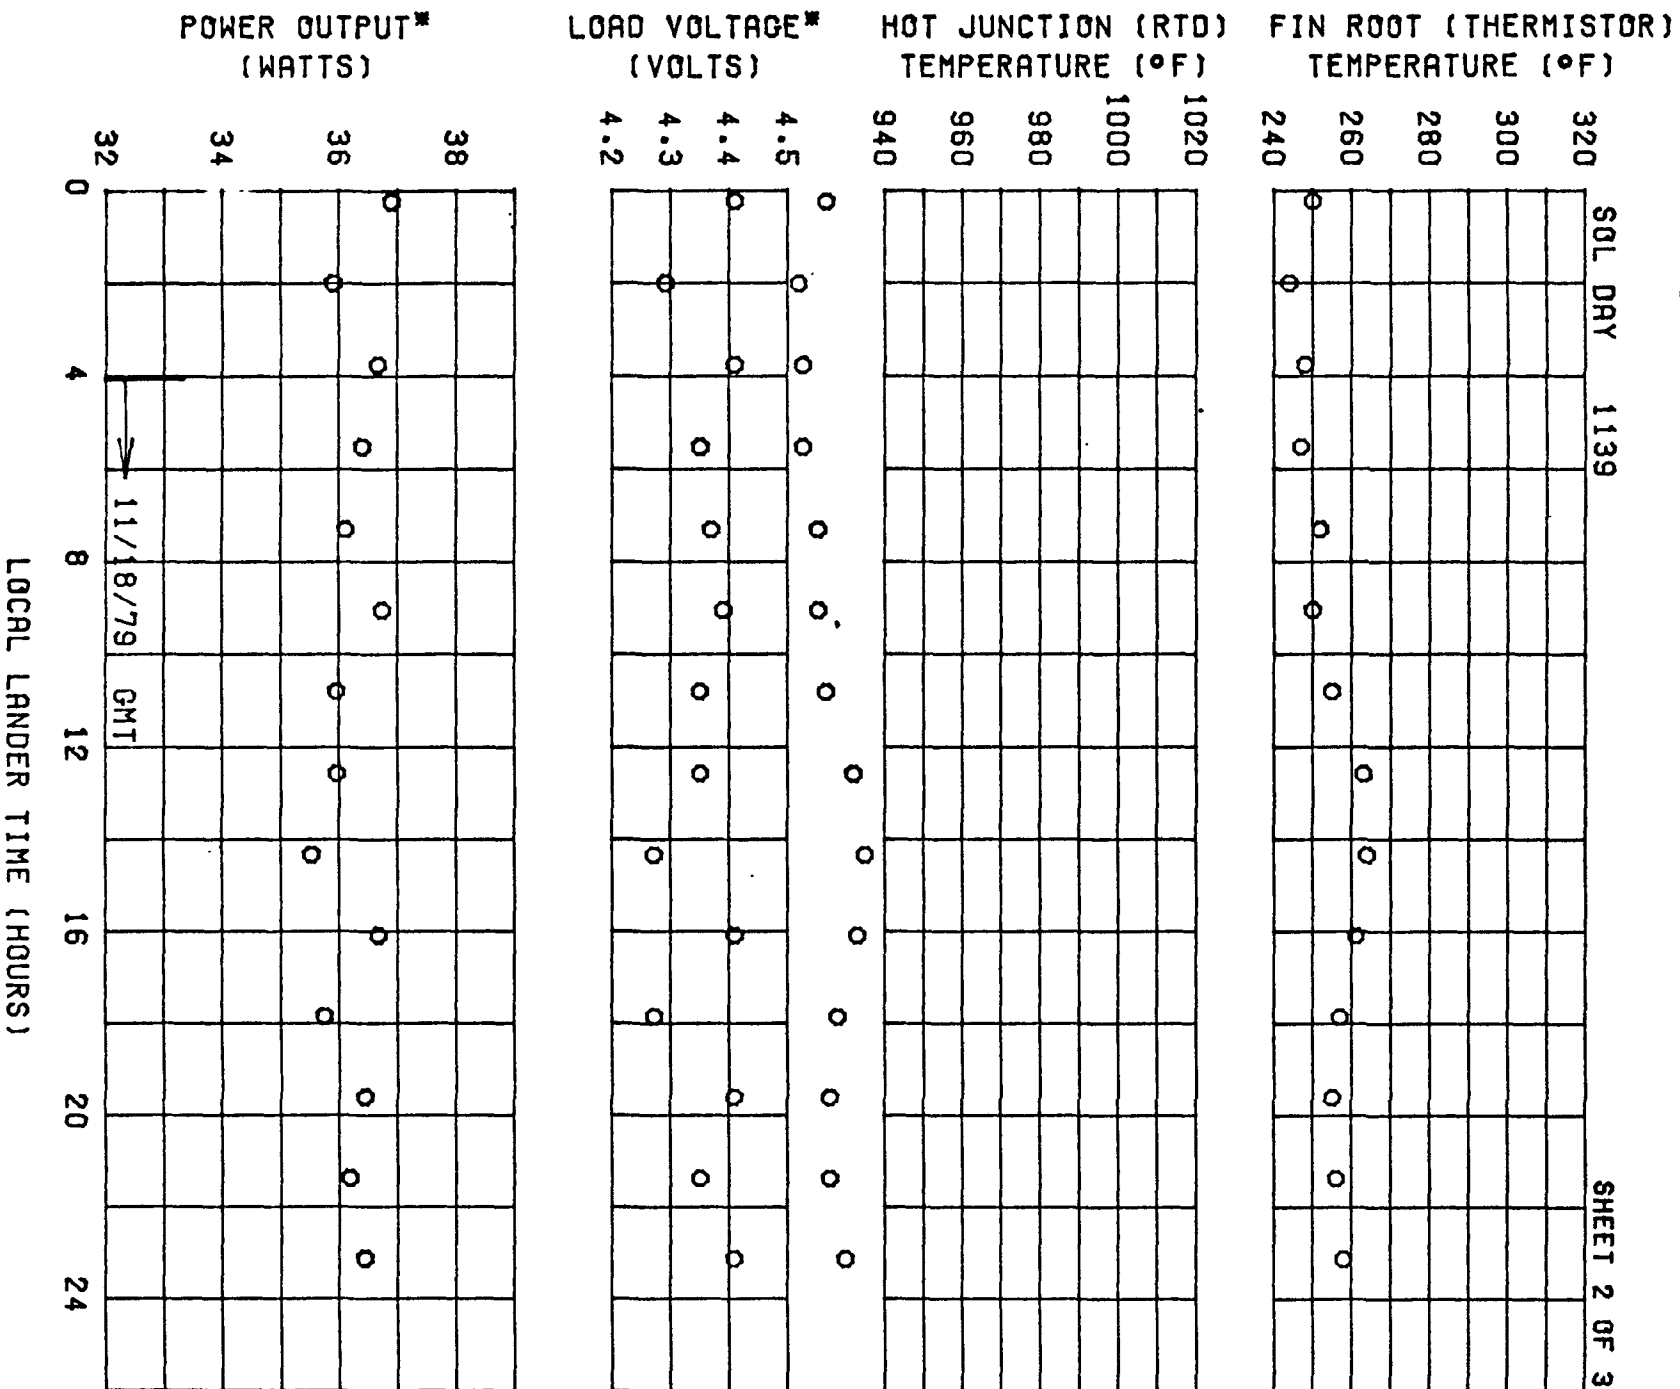 SOL DAY 1139 SHEET 2 OF 3
FIN ROOT (THERMISTOR)
TEMPERATURE (°F)
320
300
280
260
240
HOT JUNCTION (RTD)
TEMPERATURE (°F)
1020
1000
980
960
940
LOAD VOLTAGE*
(VOLTS)
4.5
4.4
4.3
4.2
POWER OUTPUT*
(WATTS)
38
36
34
32
11/18/79 GMT
0 4 8 12 16 20 24
LOCAL LANDER TIME (HOURS)